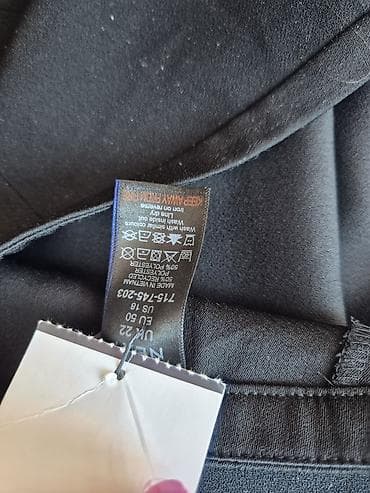 NE
UK 22
EU 50
US 18
715-745-203
MADE IN VIETNAM
50% RECYCLED
POLYESTER
50% POLYESTER
Wash with similar colours
Wash inside out
Line dry
Iron on reverse
KEEP AWAY FROM FIRE